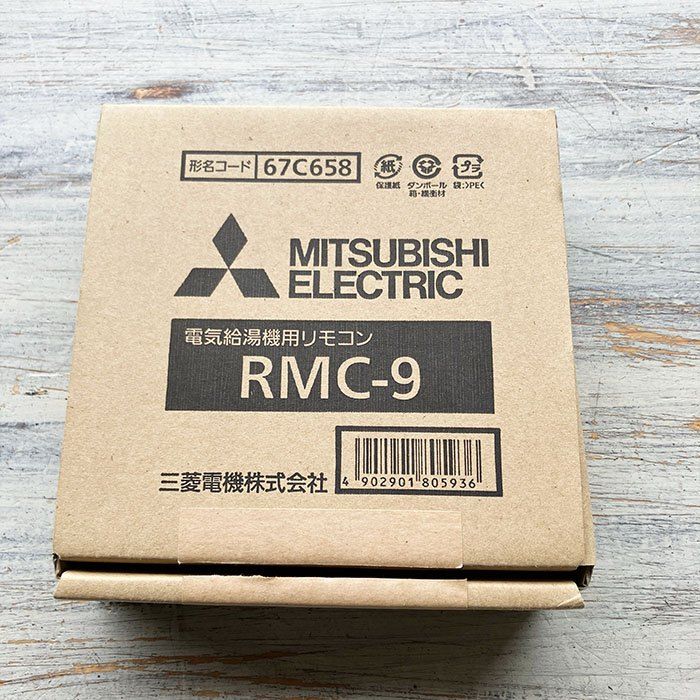 形名コード 67C658
紙
プラ
保護紙
ダンボール
箱・緩衝材
袋:>PE<
MITSUBISHI
ELECTRIC
電気給湯機用リモコン
RMC-9
三菱電機株式会社
4 902901 805936